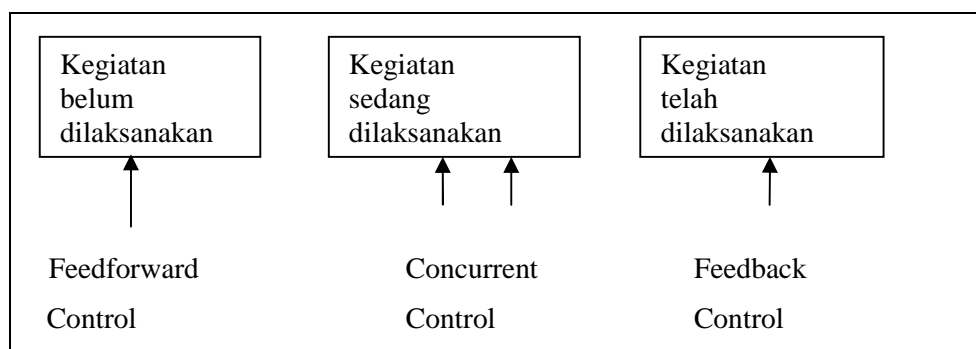 Kegiatan
belum
dilaksanakan
Kegiatan
sedang
dilaksanakan
Kegiatan
telah
dilaksanakan
Feedforward
Control
Concurrent
Control
Feedback
Control